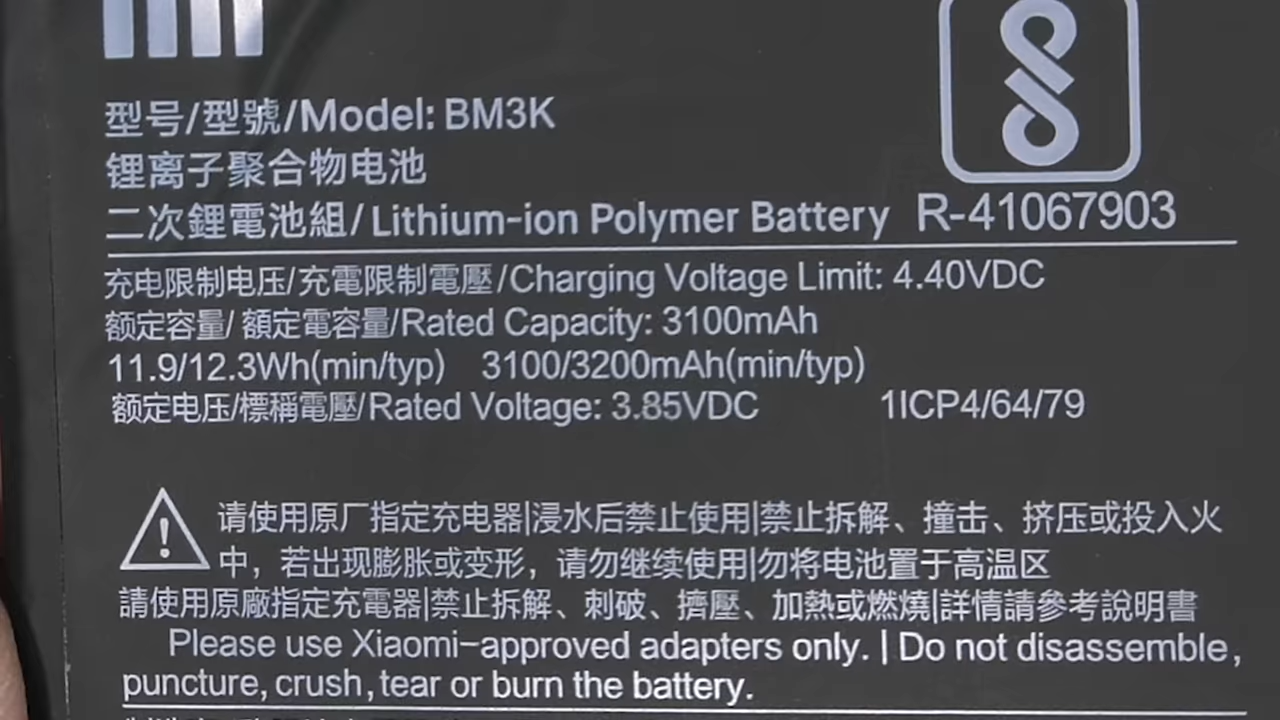 型号/型號/Model: BM3K
锂离子聚合物电池
二次鋰電池組/Lithium-ion Polymer Battery R-41067903
充电限制电压/充電限制電壓/Charging Voltage Limit: 4.40VDC
额定容量/ 額定電容量/Rated Capacity: 3100mAh
11.9/12.3Wh(min/typ) 3100/3200mAh(min/typ)
额定电压/標稱電壓/Rated Voltage: 3.85VDC 1ICP4/64/79
请使用原厂指定充电器|浸水后禁止使用|禁止拆解、撞击、挤压或投入火
中，若出现膨胀或变形，请勿继续使用|勿将电池置于高温区
請使用原廠指定充電器|禁止拆解、刺破、擠壓、加熱或燃燒|詳情請參考說明書
Please use Xiaomi-approved adapters only. | Do not disassemble,
puncture, crush, tear or burn the battery.